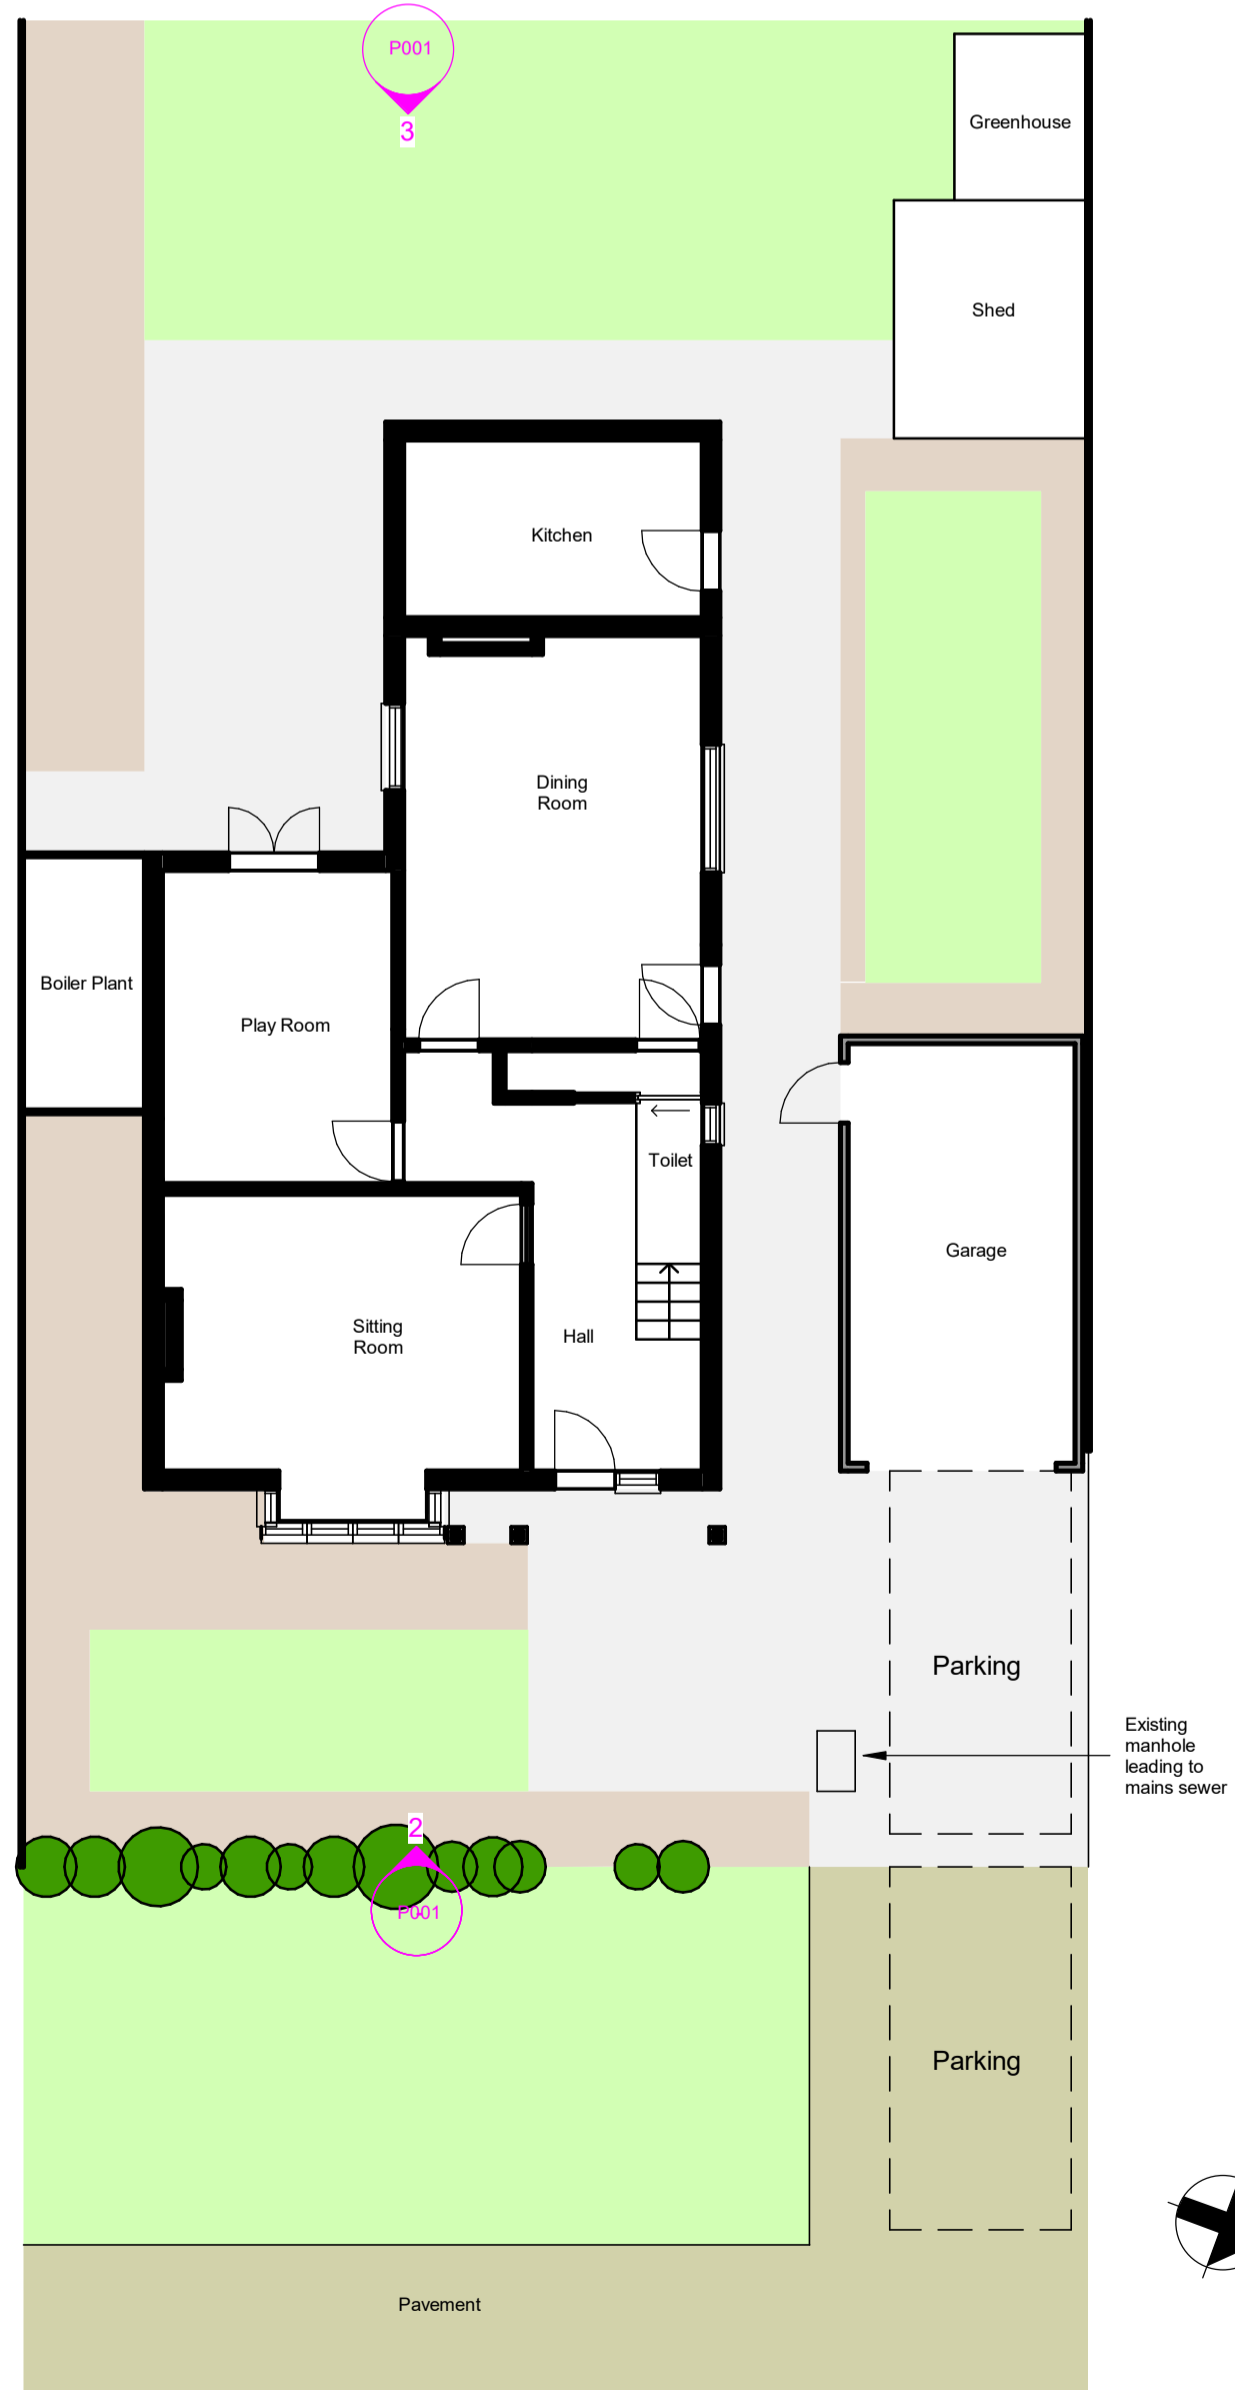 P001
3
Greenhouse
Shed
Kitchen
Dining
Room
Boiler Plant
Play Room
Toilet
Garage
Sitting
Room
Hall
Parking
Existing
manhole
leading to
mains sewer
2
P001
Parking
Pavement